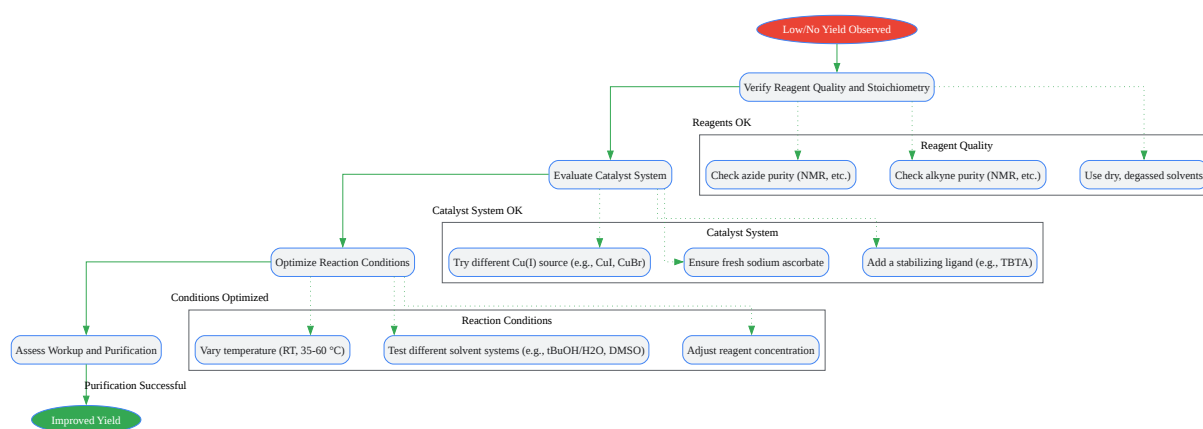 Low/No Yield Observed
Verify Reagent Quality and Stoichiometry
Reagents OK
Reagent Quality
Check azide purity (NMR, etc.)
Check alkyne purity (NMR, etc.)
Use dry, degassed solvents
Evaluate Catalyst System
Catalyst System OK
Catalyst System
Try different Cu(I) source (e.g., CuI, CuBr)
Ensure fresh sodium ascorbate
Add a stabilizing ligand (e.g., TBTA)
Optimize Reaction Conditions
Conditions Optimized
Reaction Conditions
Vary temperature (RT, 35-60 °C)
Test different solvent systems (e.g., tBuOH/H2O, DMSO)
Adjust reagent concentration
Assess Workup and Purification
Purification Successful
Improved Yield